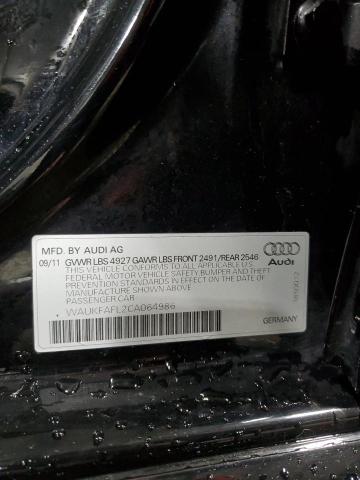 MFD. BY AUDI AG
09/11 GVWR LBS 4927 GAWR LBS FRONT 2491/REAR 2546
THIS VEHICLE CONFORMS TO ALL APPLICABLE U.S.
FEDERAL MOTOR VEHICLE SAFETY,BUMPER AND THEFT
PREVENTION STANDARDS IN EFFECT ON THE DATE OF
MANUFACTURE SHOWN ABOVE
PASSENGER CAR
* WAUKFAFL2CA064986 *
Audi
GERMANY